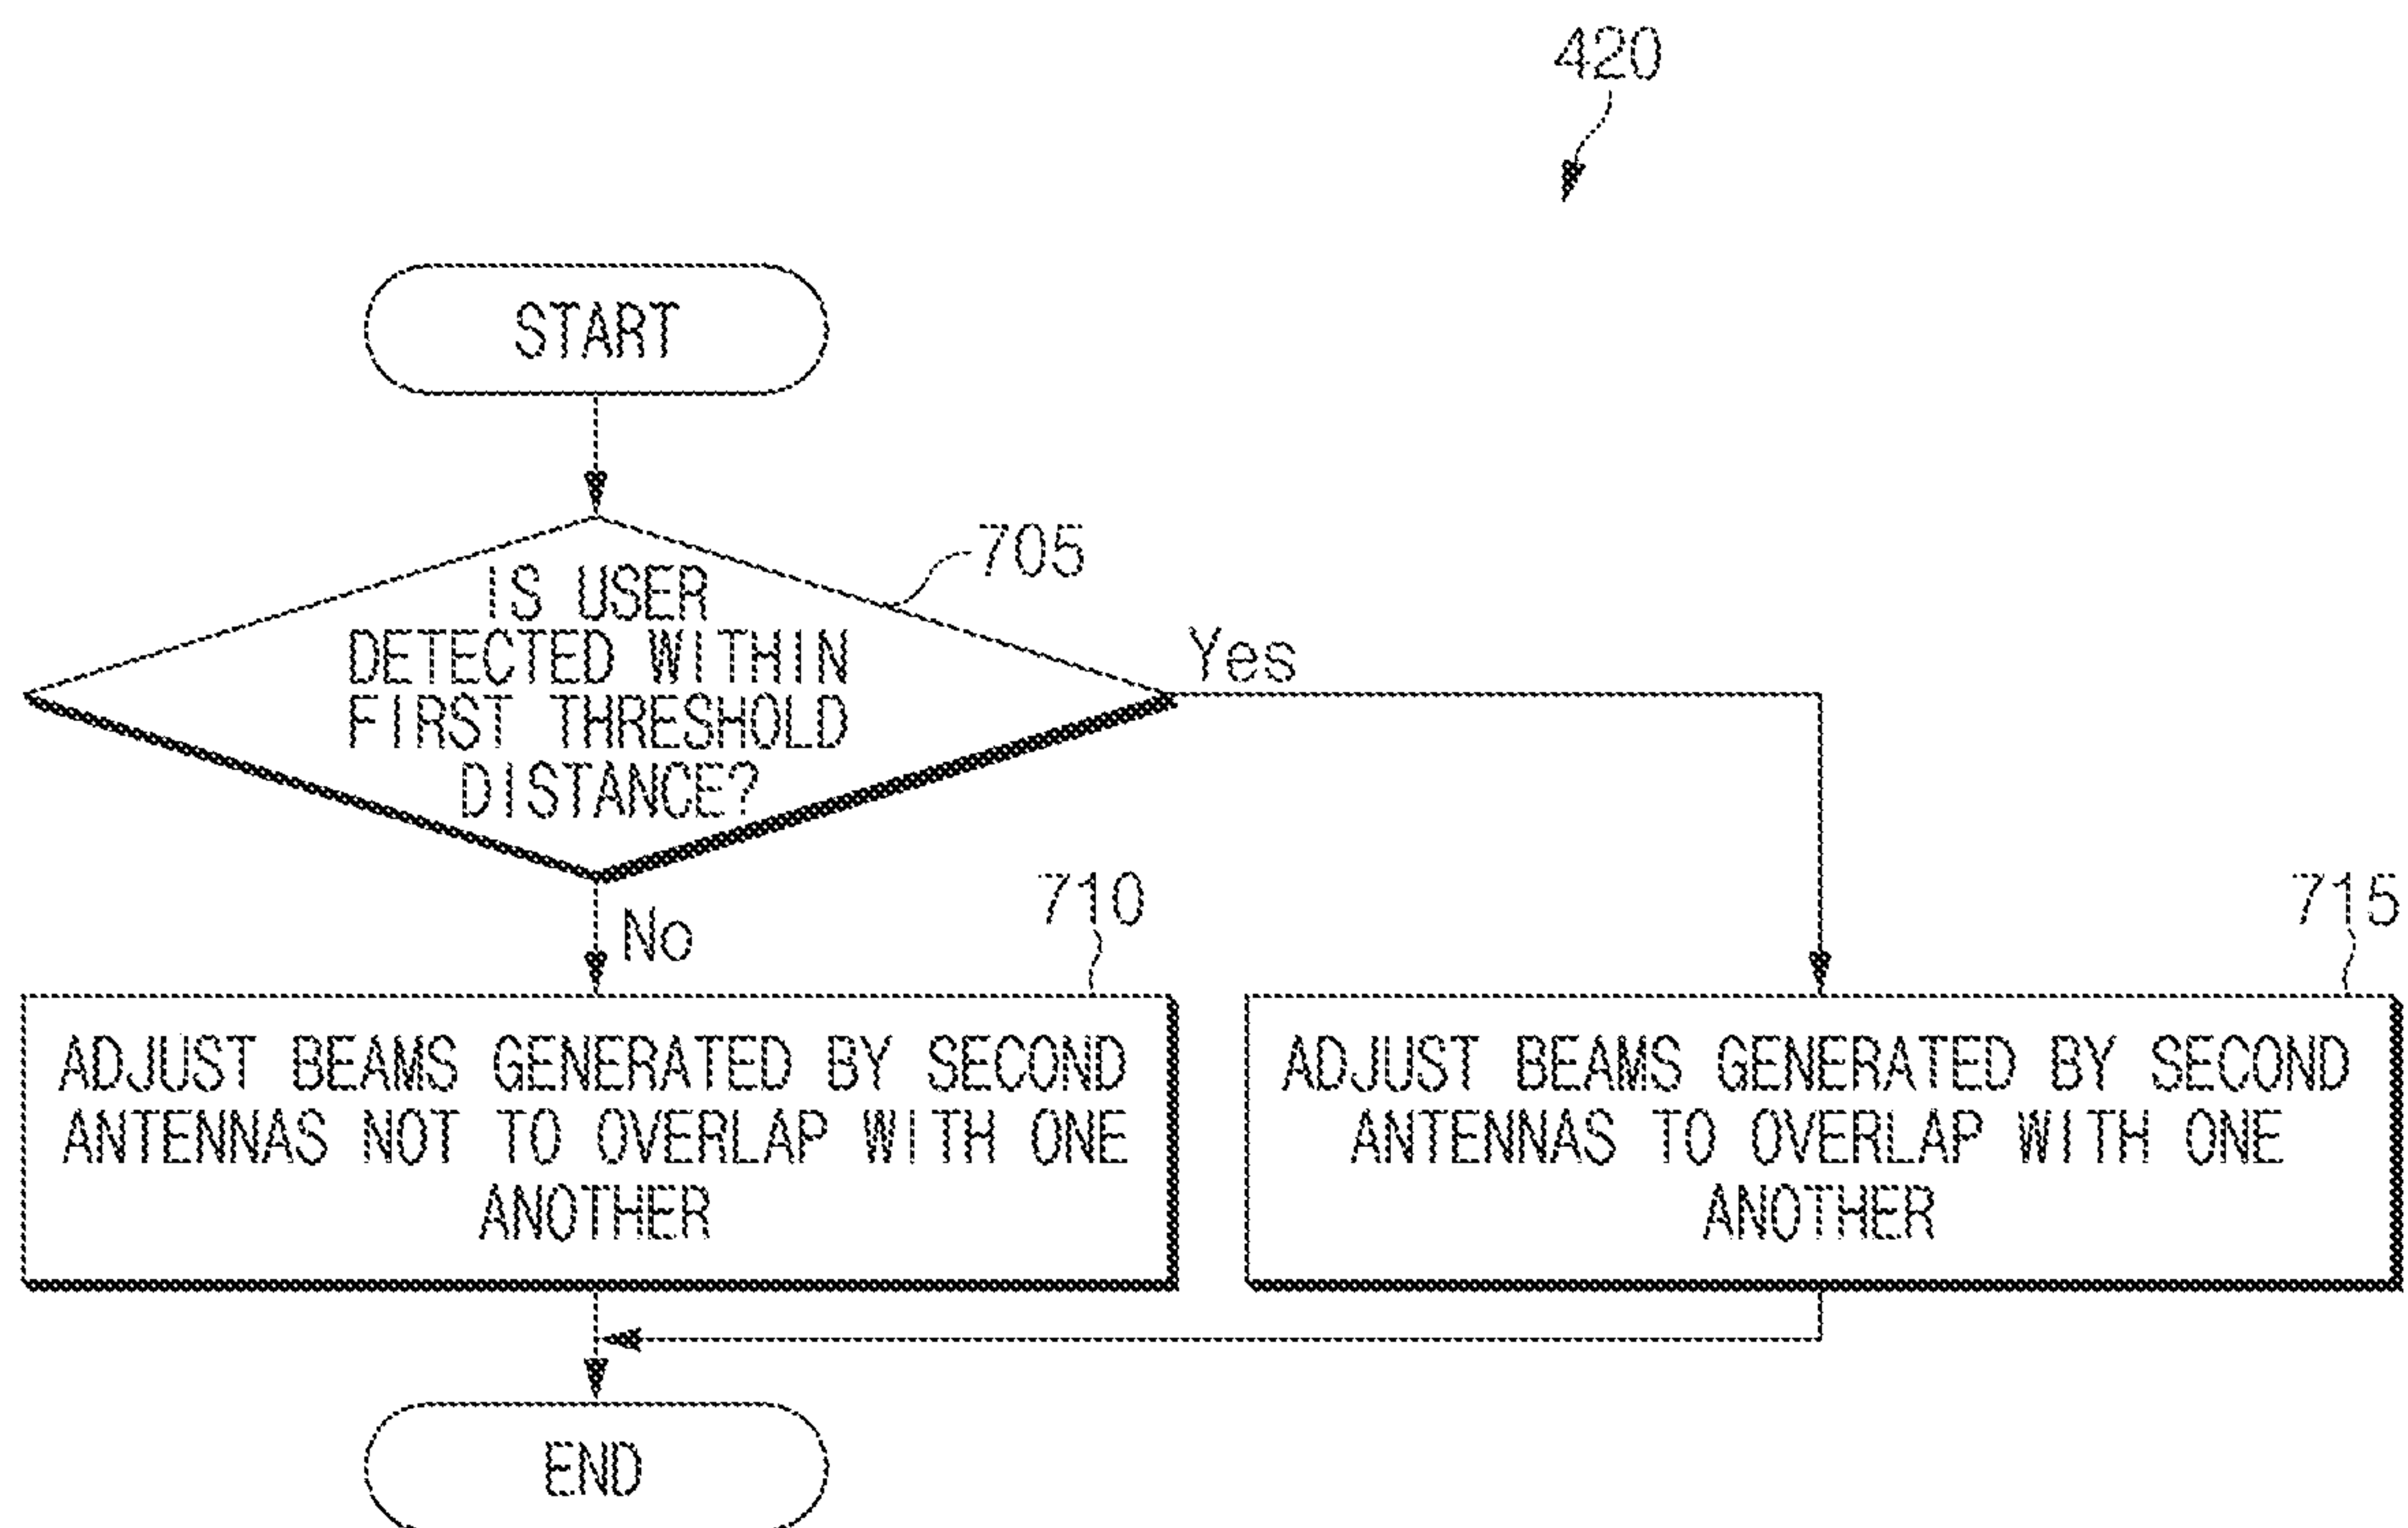 420
START
705
IS USER
DETECTED WITHIN
FIRST THRESHOLD
DISTANCE?
Yes
No
710
715
ADJUST BEAMS GENERATED BY SECOND
ANTENNAS NOT TO OVERLAP WITH ONE
ANOTHER
ADJUST BEAMS GENERATED BY SECOND
ANTENNAS TO OVERLAP WITH ONE
ANOTHER
END